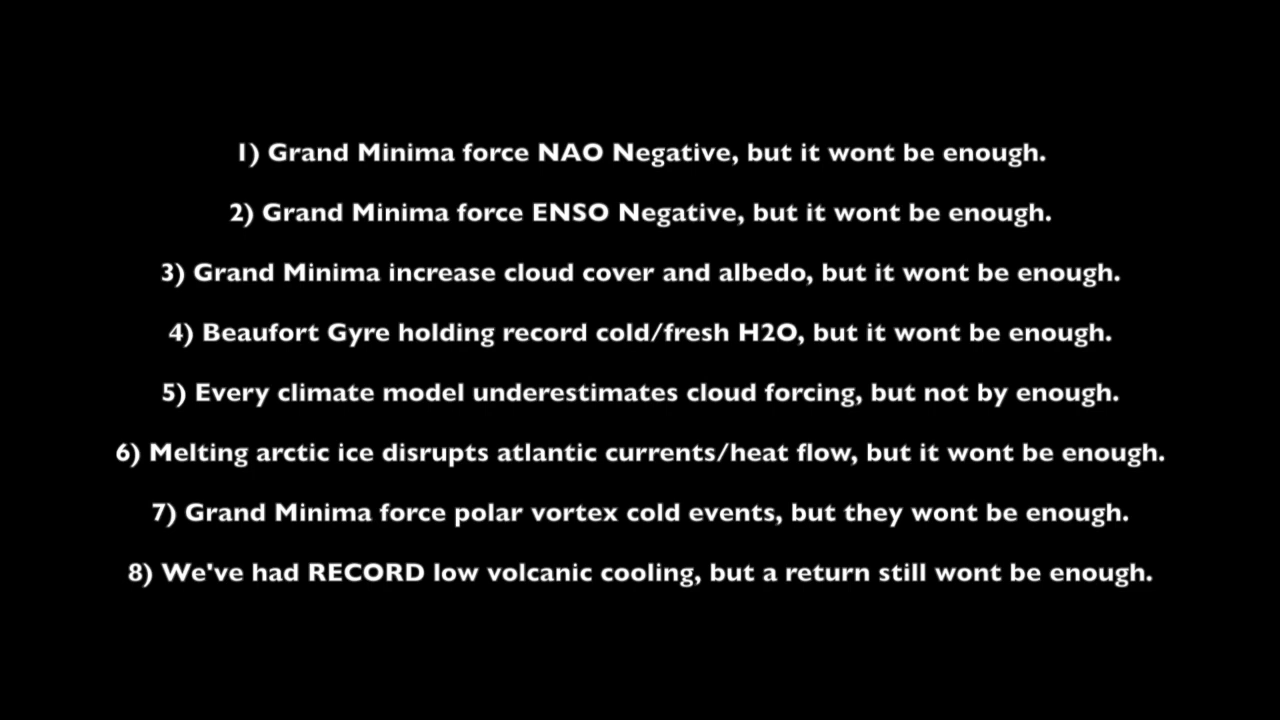 1) Grand Minima force NAO Negative, but it wont be enough.
2) Grand Minima force ENSO Negative, but it wont be enough.
3) Grand Minima increase cloud cover and albedo, but it wont be enough.
4) Beaufort Gyre holding record cold/fresh H2O, but it wont be enough.
5) Every climate model underestimates cloud forcing, but not by enough.
6) Melting arctic ice disrupts atlantic currents/heat flow, but it wont be enough.
7) Grand Minima force polar vortex cold events, but they wont be enough.
8) We've had RECORD low volcanic cooling, but a return still wont be enough.